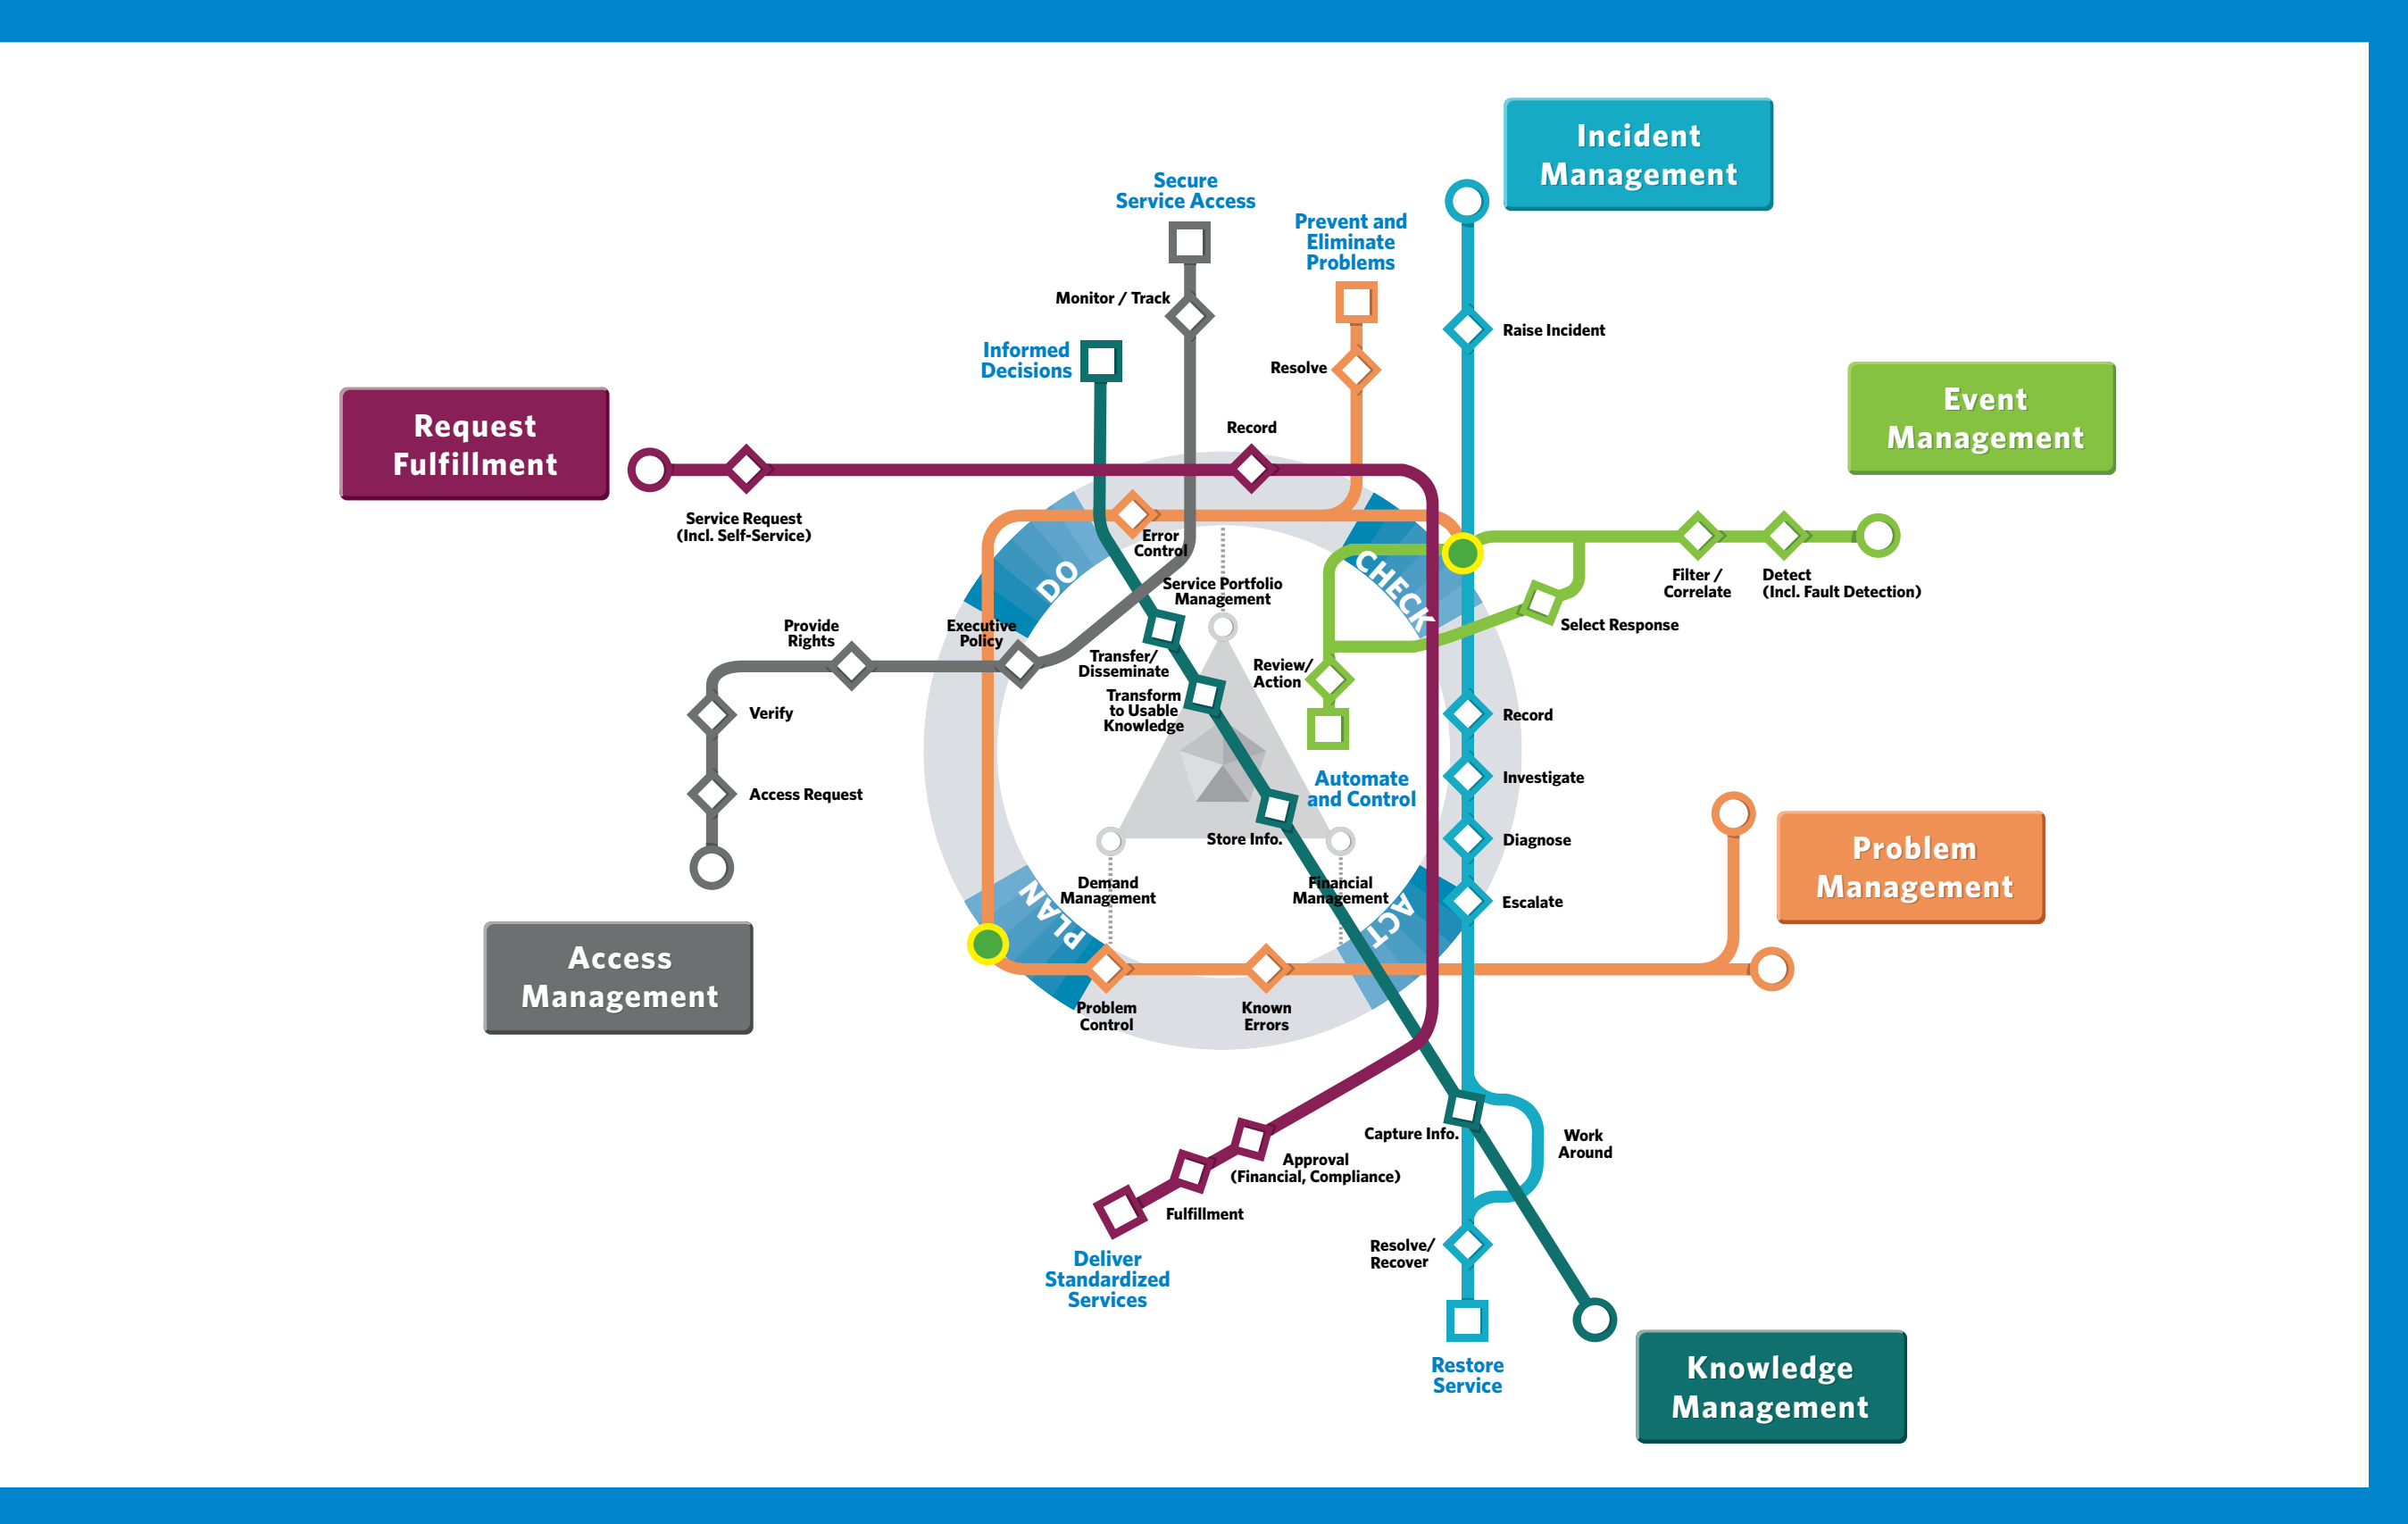 Incident
Management
Secure
Service Access
Prevent and
Eliminate
Problems
Monitor / Track
Raise Incident
Informed
Decisions
Resolve
Event
Management
Request
Fulfillment
Record
Service Request
(Incl. Self-Service)
Error
Control
DO
CHECK
Service Portfolio
Management
Filter /
Correlate
Detect
(Incl. Fault Detection)
Select Response
Provide
Rights
Executive
Policy
Transfer/
Disseminate
Review/
Action
Transform
to Usable
Knowledge
Verify
Record
Access Request
Automate
and Control
Investigate
Store Info.
Diagnose
Problem
Management
Demand
Management
Financial
Management
PLAN
ACT
Escalate
Access
Management
Problem
Control
Known
Errors
Capture Info.
Work
Around
Approval
(Financial, Compliance)
Fulfillment
Deliver
Standardized
Services
Resolve/
Recover
Restore
Service
Knowledge
Management